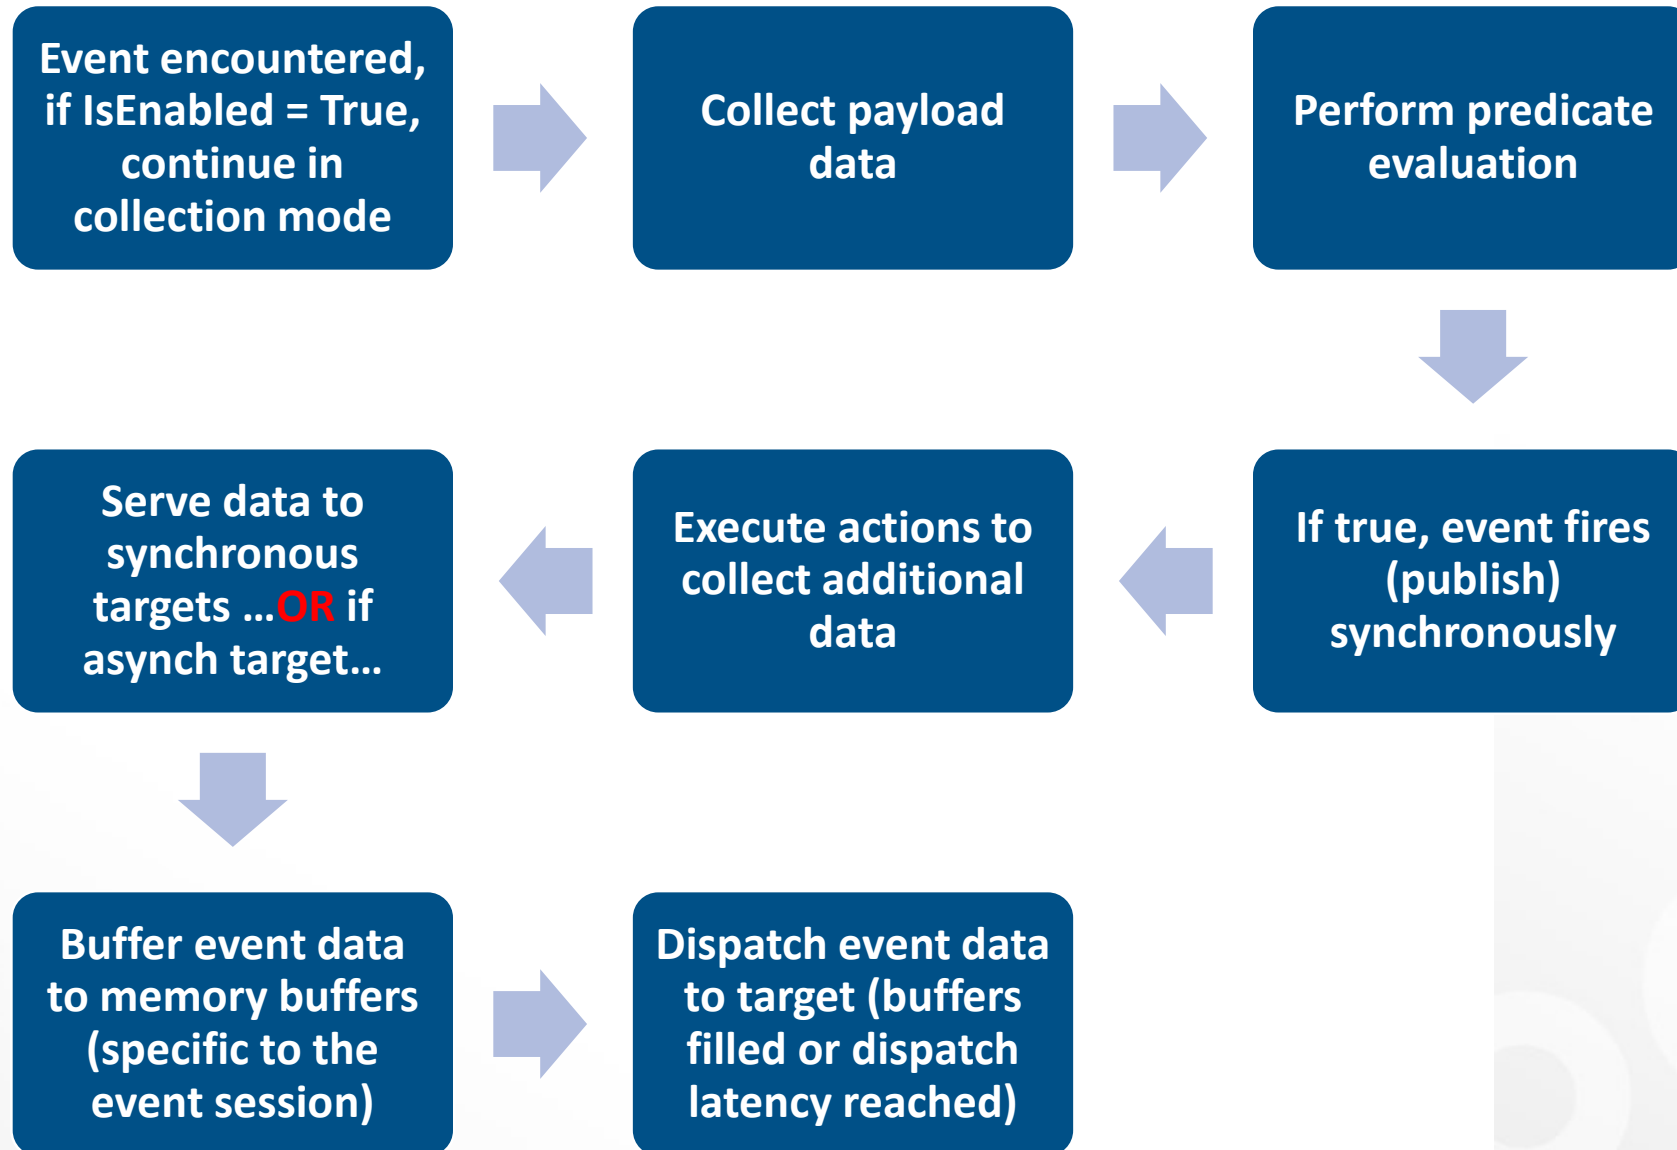 Event encountered,
if IsEnabled = True,
continue in
collection mode
Collect payload
data
Perform predicate
evaluation
If true, event fires
(publish)
synchronously
Execute actions to
collect additional
data
Serve data to
synchronous
targets ...OR if
asynch target...
Buffer event data
to memory buffers
(specific to the
event session)
Dispatch event data
to target (buffers
filled or dispatch
latency reached)